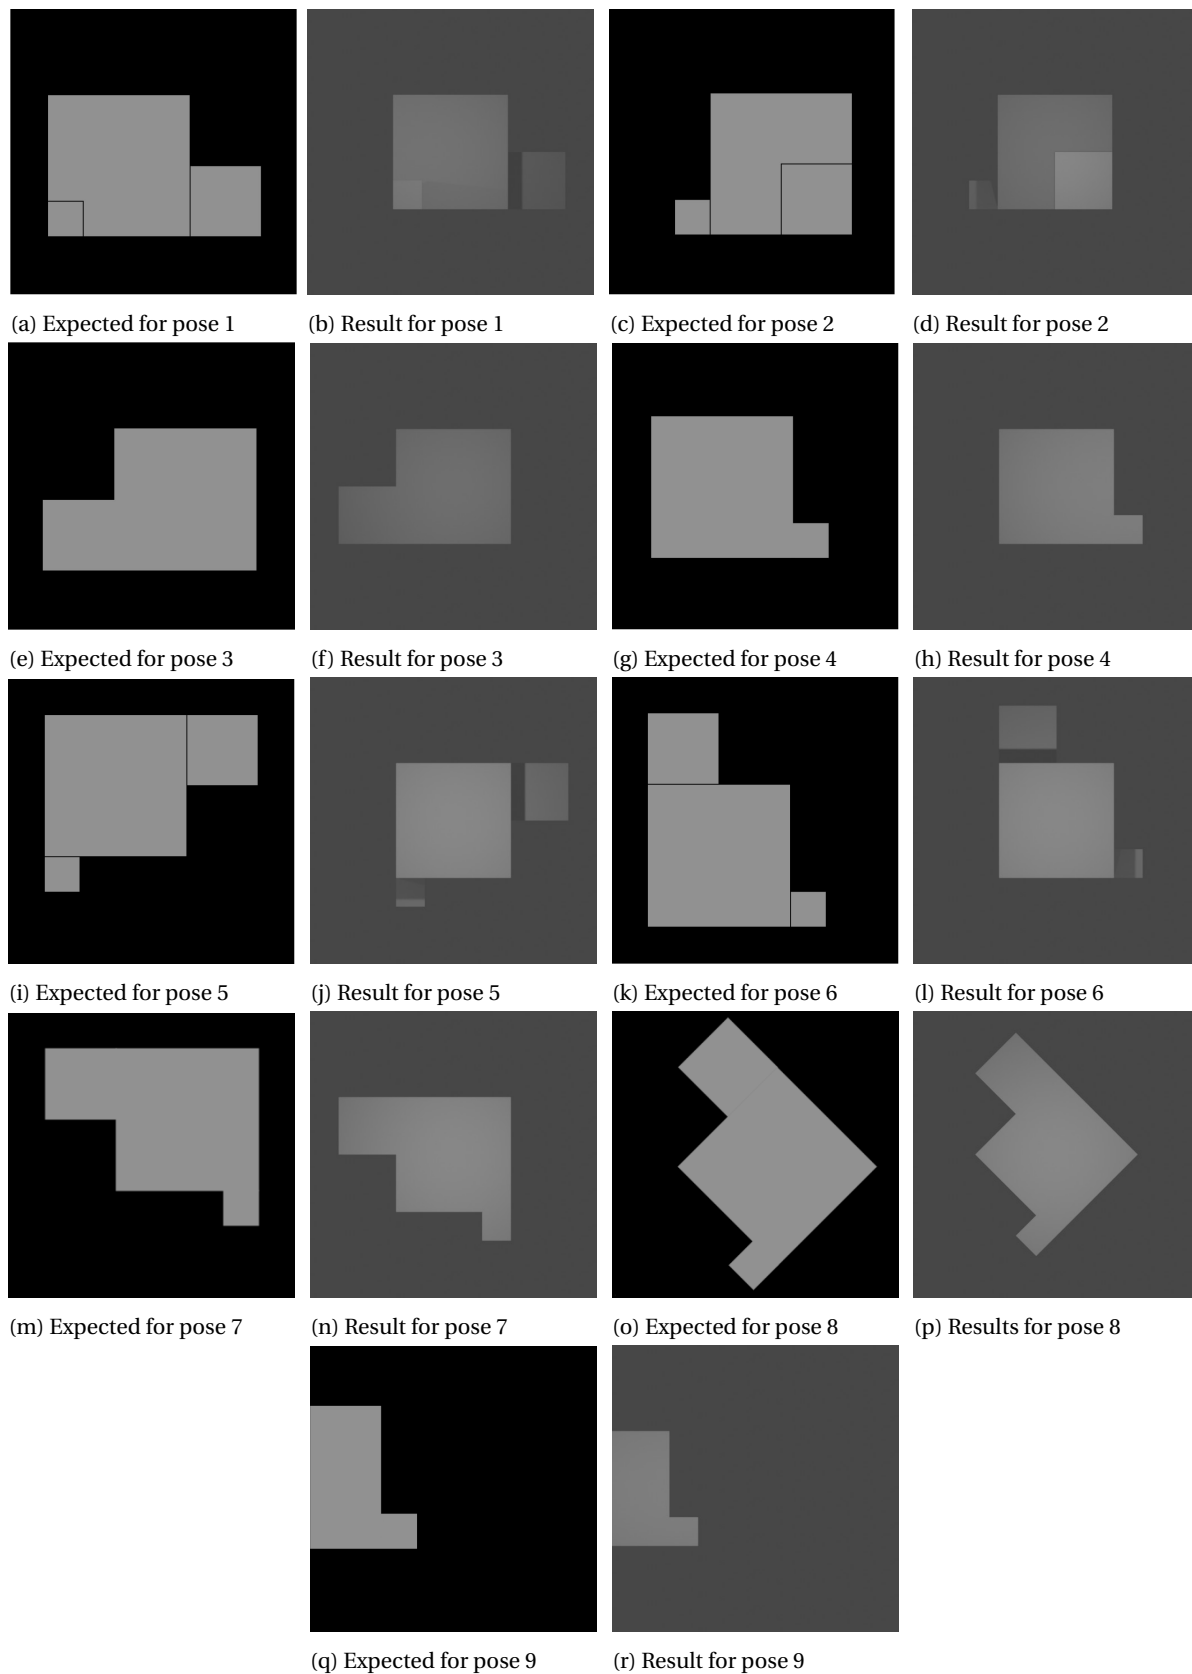 (a) Expected for pose 1
(b) Result for pose 1
(c) Expected for pose 2
(d) Result for pose 2
(e) Expected for pose 3
(f) Result for pose 3
(g) Expected for pose 4
(h) Result for pose 4
(i) Expected for pose 5
(j) Result for pose 5
(k) Expected for pose 6
(l) Result for pose 6
(m) Expected for pose 7
(n) Result for pose 7
(o) Expected for pose 8
(p) Results for pose 8
(q) Expected for pose 9
(r) Result for pose 9